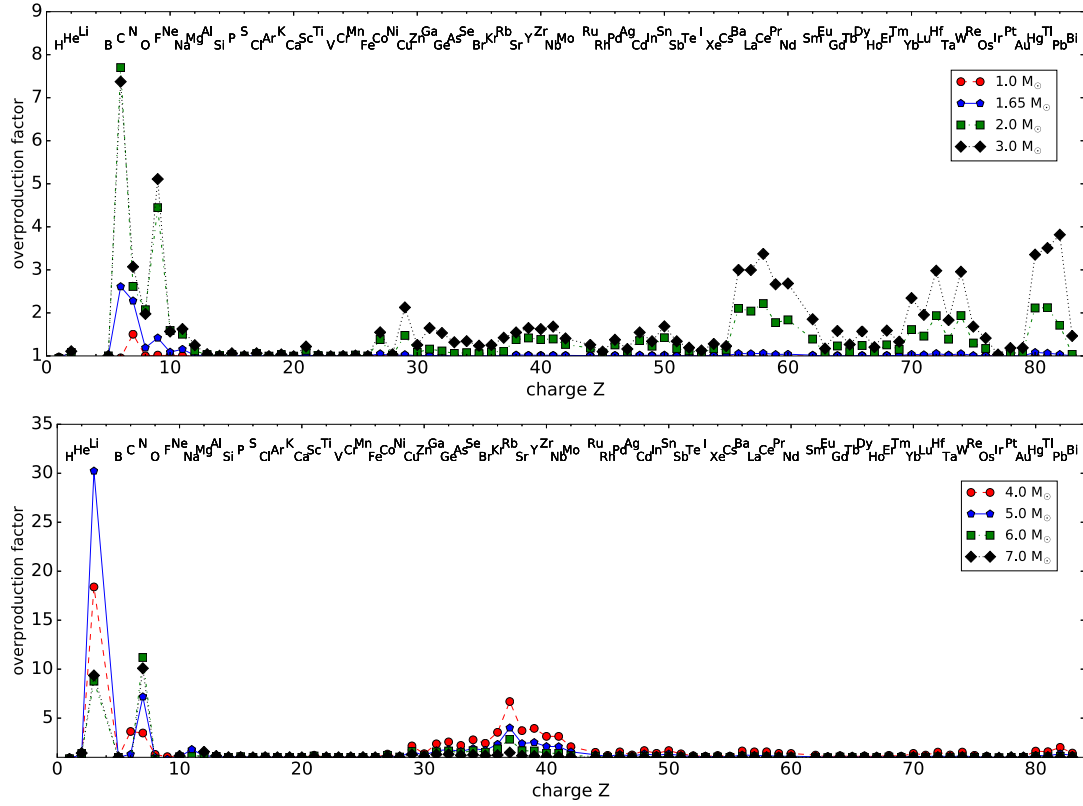 9
8
7
6
5
4
3
2
1
overproduction factor
H He Li B C N O F Ne Na Mg Al Si P S Cl Ar K Ca Sc Ti V Cr Mn Fe Co Ni Cu Zn Ga Ge As Se Br Kr Rb Sr Y Zr Nb Mo Ru Rh Pd Ag Cd In Sn Sb Te I Xe Cs Ba La Ce Pr Nd Sm Eu Gd Tb Dy Ho Er Tm Yb Lu Hf Ta W Re Os Ir Pt Au Hg Tl Pb Bi
1.0 M☉
1.65 M☉
2.0 M☉
3.0 M☉
0 10 20 30 40 50 60 70 80
charge Z
35
30
25
20
15
10
5
overproduction factor
H He Li B C N O F Ne Na Mg Al Si P S Cl Ar K Ca Sc Ti V Cr Mn Fe Co Ni Cu Zn Ga Ge As Se Br Kr Rb Sr Y Zr Nb Mo Ru Rh Pd Ag Cd In Sn Sb Te I Xe Cs Ba La Ce Pr Nd Sm Eu Gd Tb Dy Ho Er Tm Yb Lu Hf Ta W Re Os Ir Pt Au Hg Tl Pb Bi
4.0 M☉
5.0 M☉
6.0 M☉
7.0 M☉
0 10 20 30 40 50 60 70 80
charge Z